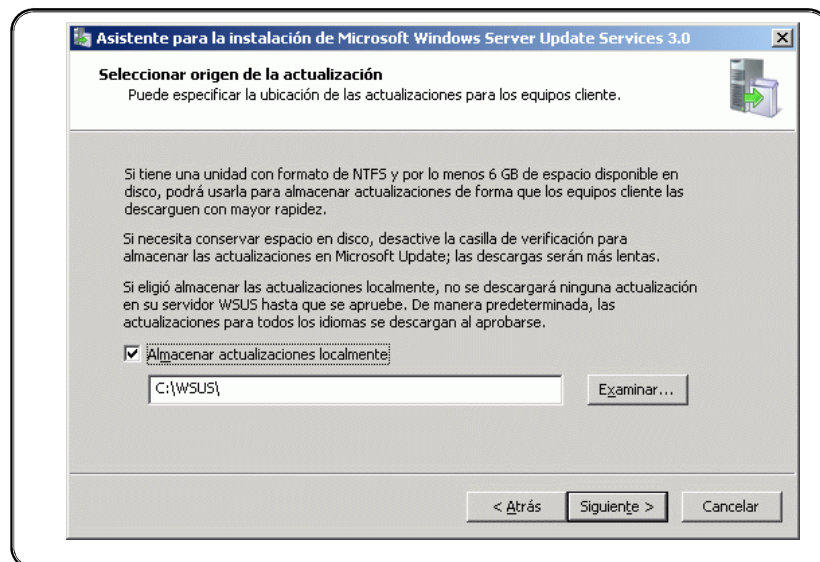 Asistente para la instalación de Microsoft Windows Server Update Services 3.0
Seleccionar origen de la actualización
Puede especificar la ubicación de las actualizaciones para los equipos cliente.
Si tiene una unidad con formato de NTFS y por lo menos 6 GB de espacio disponible en
disco, podrá usarla para almacenar actualizaciones de forma que los equipos cliente las
descarguen con mayor rapidez.
Si necesita conservar espacio en disco, desactive la casilla de verificación para
almacenar las actualizaciones en Microsoft Update; las descargas serán más lentas.
Si eligió almacenar las actualizaciones localmente, no se descargará ninguna actualización
en su servidor WSUS hasta que se apruebe. De manera predeterminada, las
actualizaciones para todos los idiomas se descargan al aprobarse.
Almacenar actualizaciones localmente
C:\WSUS\
Examinar...
< Atrás
Siguiente >
Cancelar